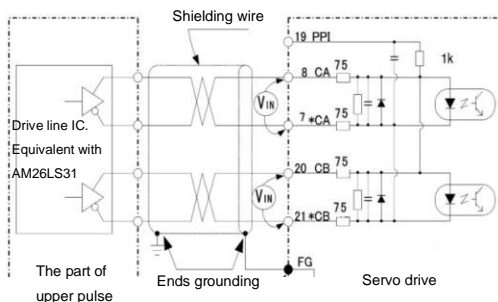 Shielding wire
19 PPI
1k
8 CA 75
VIN
7 *CA 75
Drive line IC.
Equivalent with
AM26LS31
20 CB 75
VIN
21 *CB 75
FG
The part of
upper pulse
Ends grounding
Servo drive